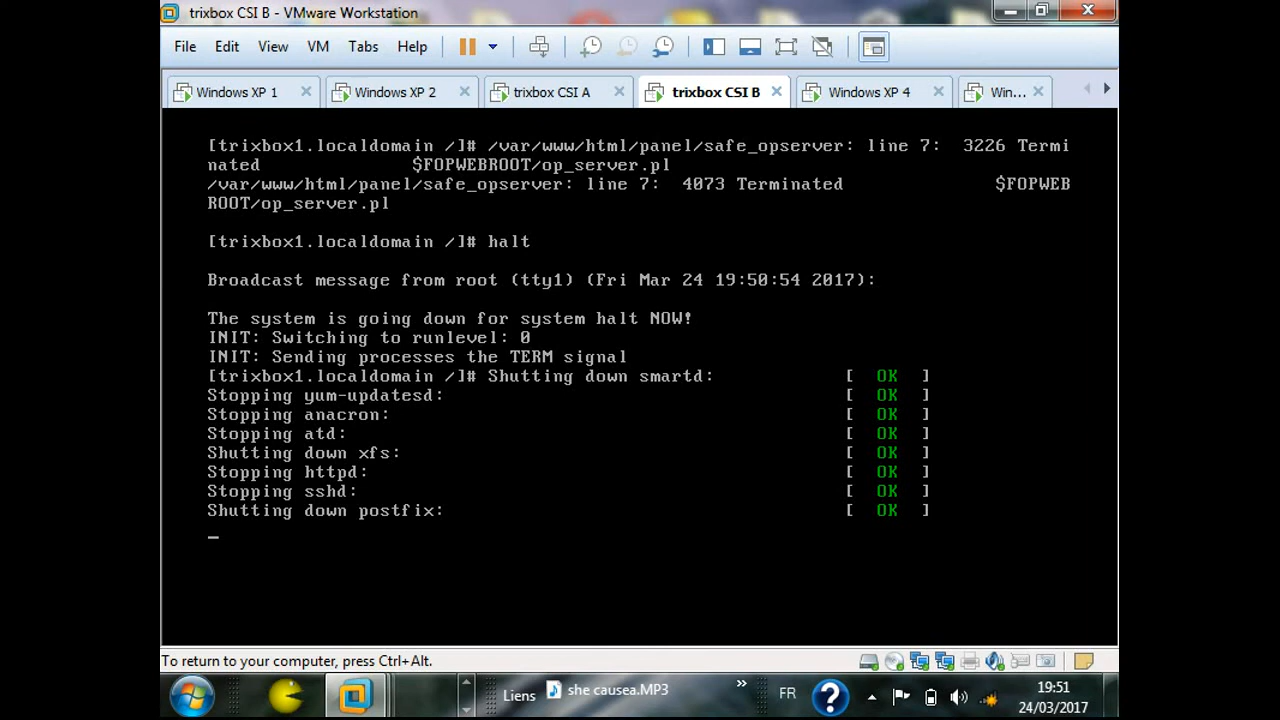 trixbox CSI B - VMware Workstation
File Edit View VM Tabs Help
Windows XP 1 Windows XP 2 trixbox CSI A trixbox CSI B Windows XP 4 Win...
[trixbox1.localdomain /]# /var/www/html/panel/safe_opserver: line 7:  3226 Termi
nated              $FOPWEBROOT/op_server.pl
/var/www/html/panel/safe_opserver: line 7:  4073 Terminated              $FOPWEB
ROOT/op_server.pl
[trixbox1.localdomain /]# halt
Broadcast message from root (tty1) (Fri Mar 24 19:50:54 2017):
The system is going down for system halt NOW!
INIT: Switching to runlevel: 0
INIT: Sending processes the TERM signal
[trixbox1.localdomain /]# Shutting down smartd: [  OK  ]
Stopping yum-updatesd: [  OK  ]
Stopping anacron: [  OK  ]
Stopping atd: [  OK  ]
Shutting down xfs: [  OK  ]
Stopping httpd: [  OK  ]
Stopping sshd: [  OK  ]
Shutting down postfix: [  OK  ]
_
To return to your computer, press Ctrl+Alt.
Liens she causea.MP3 » FR 19:51
24/03/2017